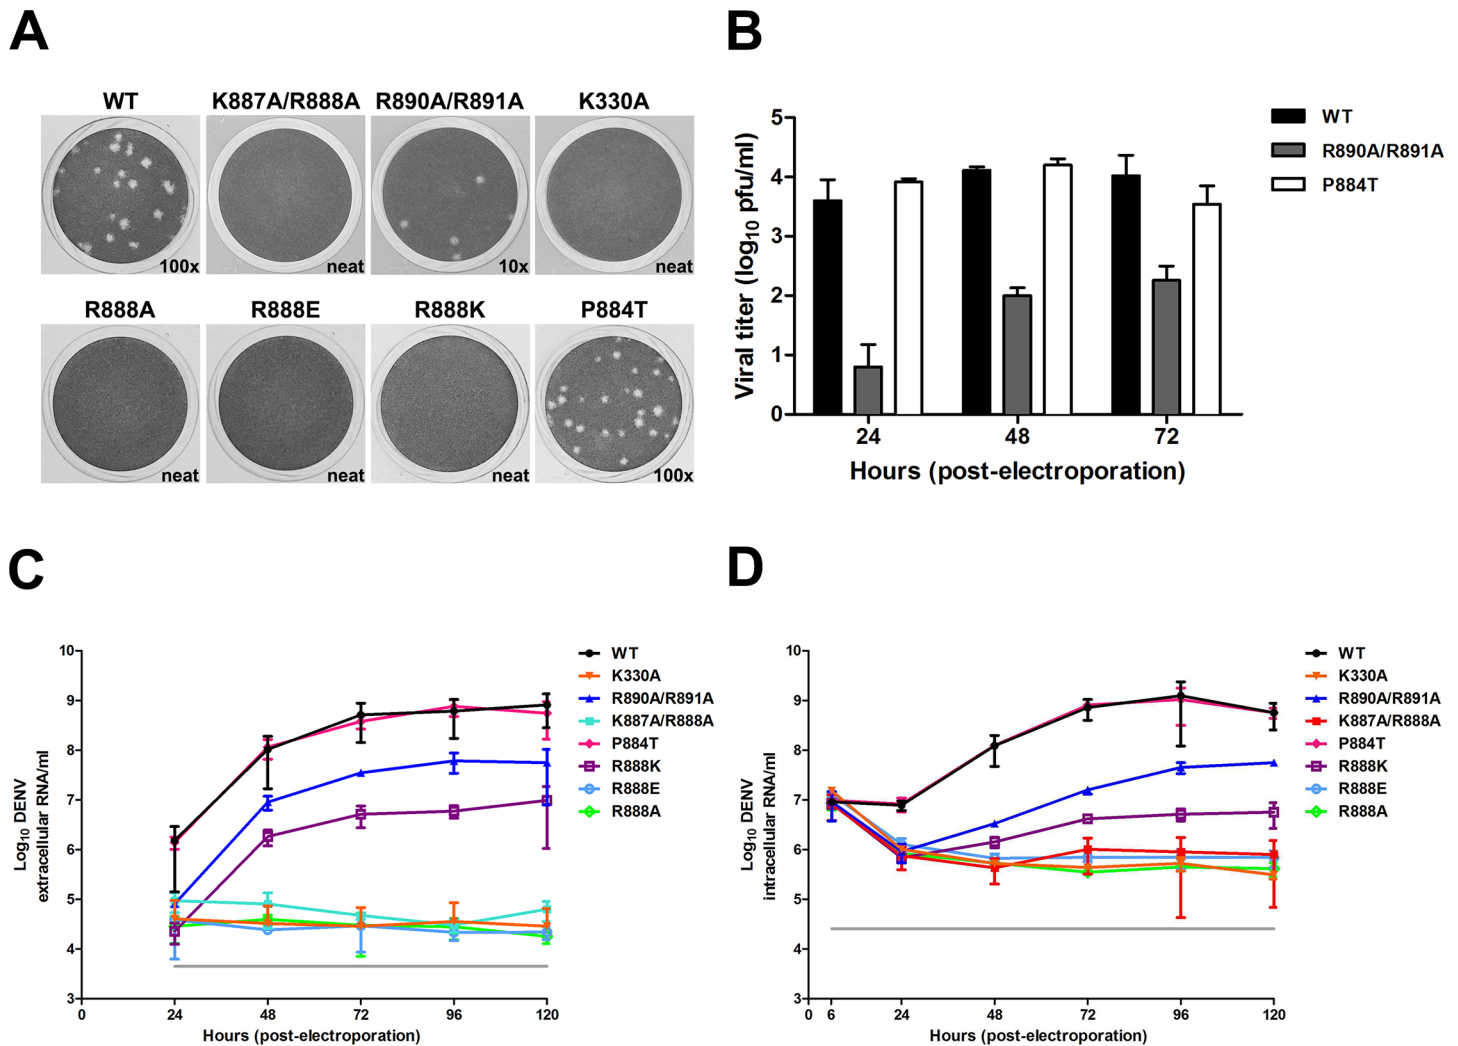 A
WT K887A/R888A R890A/R891A K330A
100x neat 10x neat
R888A R888E R888K P884T
neat neat neat 100x
B
Viral titer (log10 pfu/ml)
5
4
3
2
1
0
24 48 72
Hours (post-electroporation)
WT
R890A/R891A
P884T
C
Log10 DENV
extracellular RNA/ml
10
9
8
7
6
5
4
3
0 24 48 72 96 120
Hours (post-electroporation)
WT
K330A
R890A/R891A
K887A/R888A
P884T
R888K
R888E
R888A
D
Log10 DENV
intracellular RNA/ml
10
9
8
7
6
5
4
3
0 6 24 48 72 96 120
Hours (post-electroporation)
WT
K330A
R890A/R891A
K887A/R888A
P884T
R888K
R888E
R888A